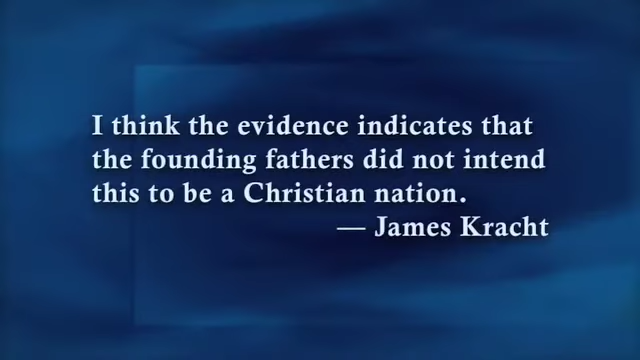 I think the evidence indicates that
the founding fathers did not intend
this to be a Christian nation.
— James Kracht